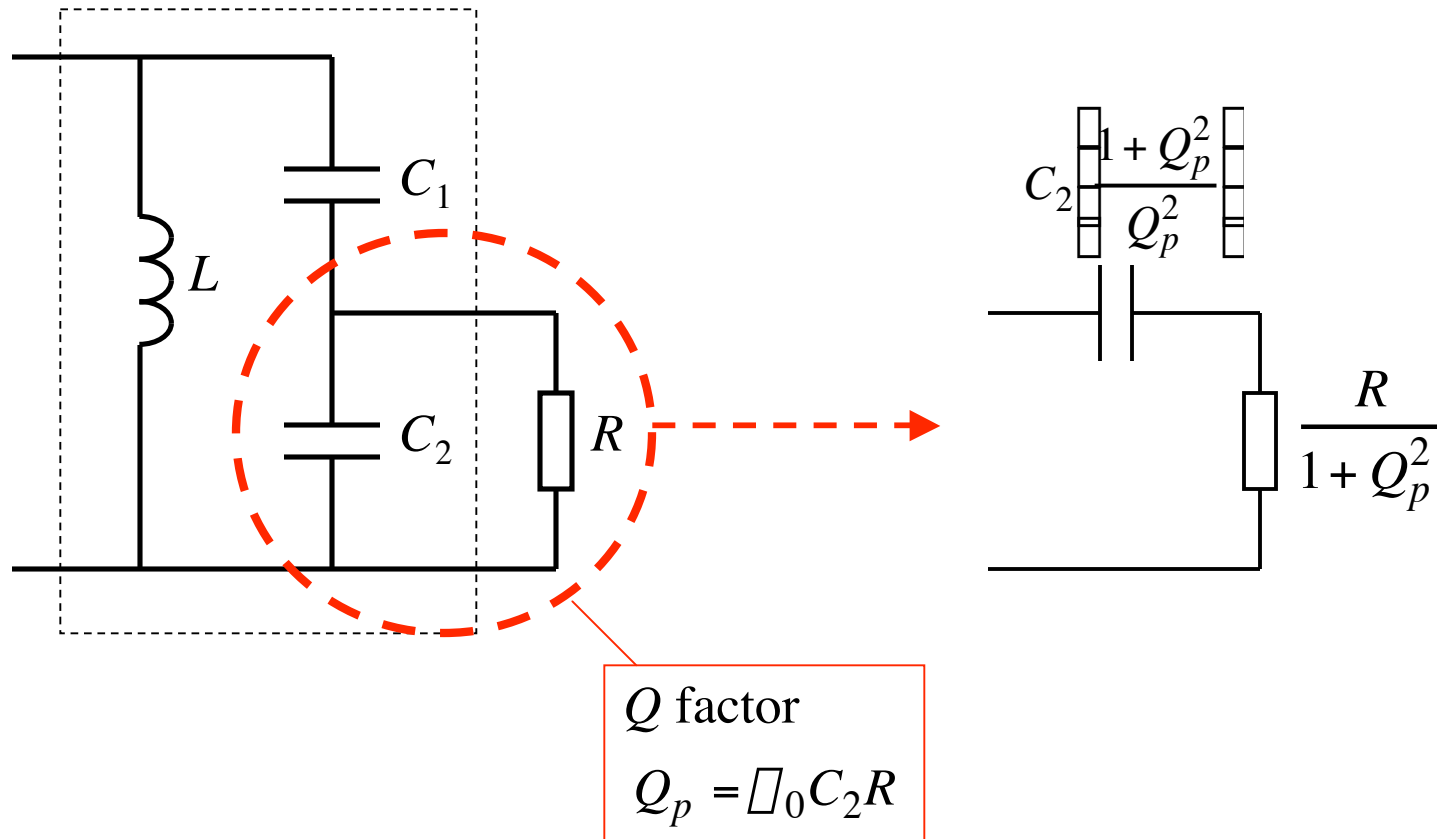 L
C₁
C₂
R
C₂ 1 + Qₚ²
Qₚ²
R
1 + Qₚ²
Q factor
Qₚ = ▯₀C₂R